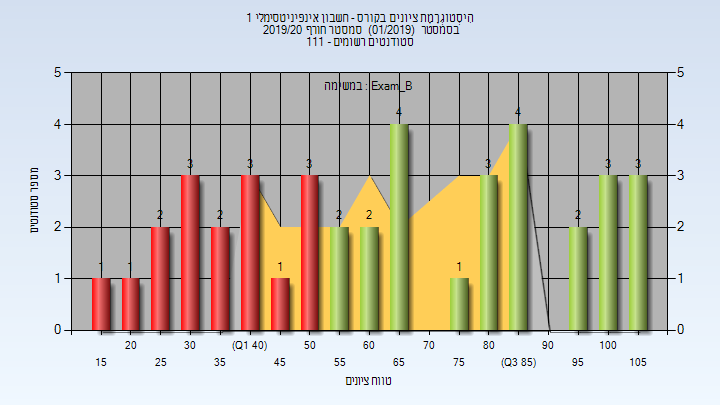 הִיסְטוֹגְרָמַת ציונים בקורס - חשבון אינפיניטסימלי 1
בסמסטר (01/2019) סמסטר חורף 2019/20
סטודנטים רשומים - 111
במשימה : Exam_B
מספר סטודנטים
5 5
4 4
3 3
2 2
1 1
0 0
1 1 2 3 2 3 1 3 2 2 4 1 3 4 2 3 3
20 30 (Q1 40) 50 60 70 80 90 100
15 25 35 45 55 65 75 (Q3 85) 95 105
טווח ציונים